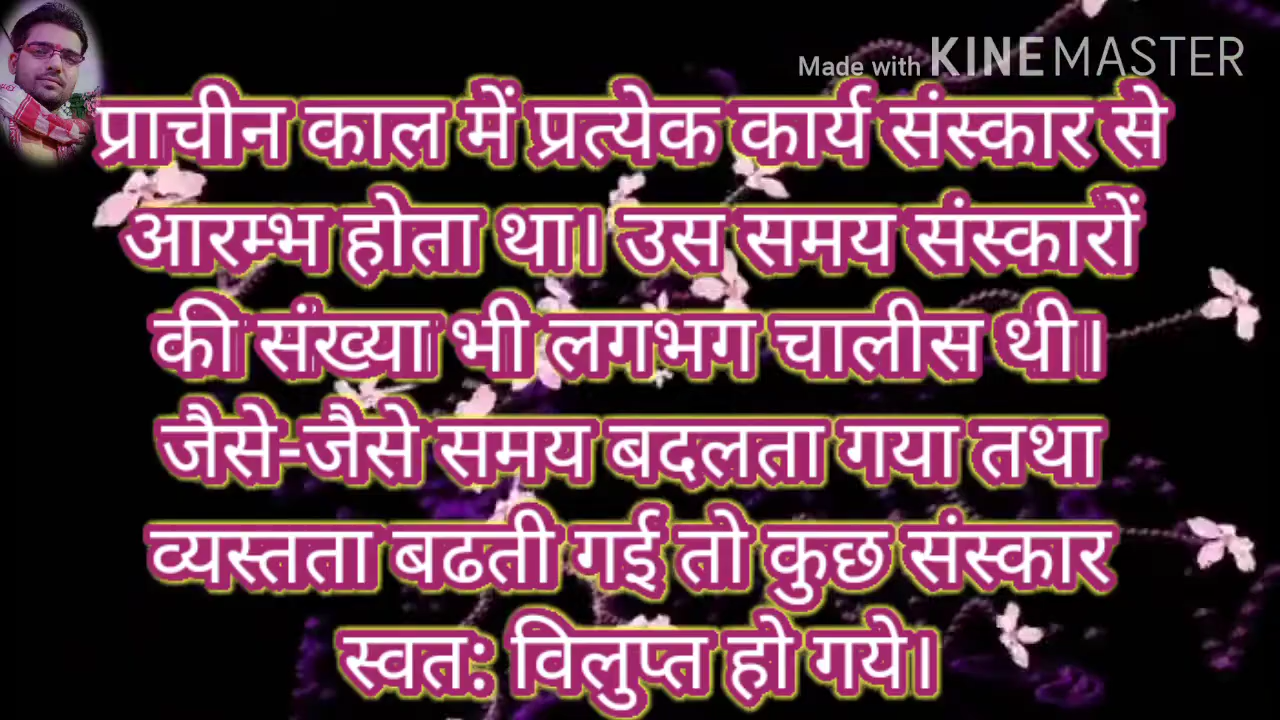 Made with KINEMASTER
प्राचीन काल में प्रत्येक कार्य संस्कार से
आरम्भ होता था। उस समय संस्कारों
की संख्या भी लगभग चालीस थी।
जैसे-जैसे समय बदलता गया तथा
व्यस्तता बढती गई तो कुछ संस्कार
स्वत: विलुप्त हो गये।